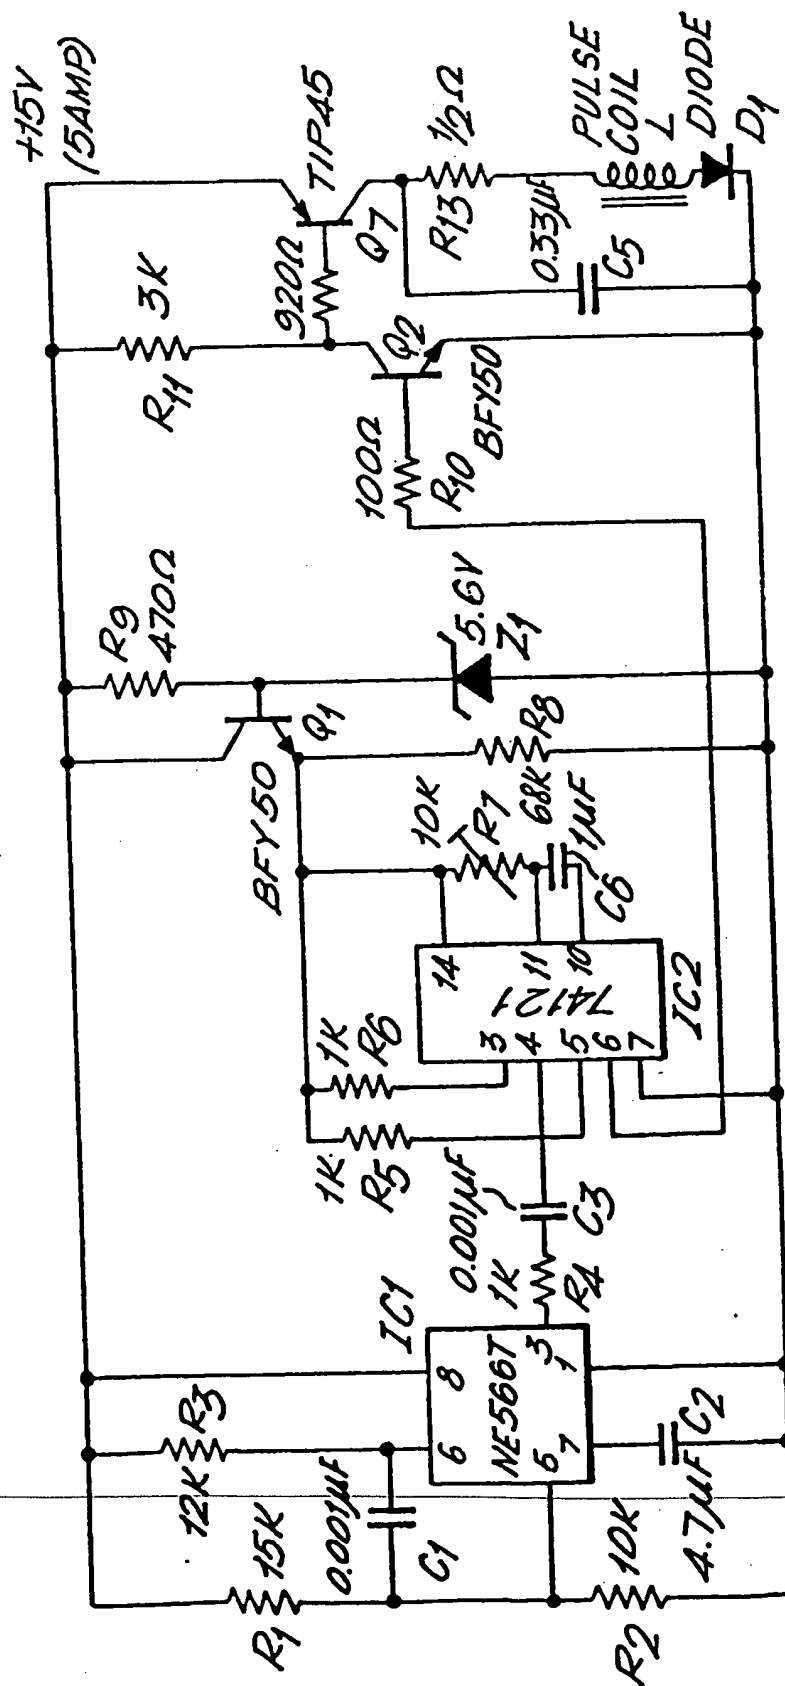 +15V
(5AMP)
TIP45
Q7
920Ω
3K
R11
R13
1/2Ω
PULSE
COIL
L
DIODE
D1
0.33µF
C5
Q2
BFY50
100Ω
R10
R9
470Ω
5.6V
Z1
Q1
BFY50
R8
68K
10K
R7
1µF
C6
14
11
10
74121
3
4
5
6
7
IC2
1K
R6
1K
R5
0.001µF
C3
1K
R4
IC1
8
3
6
NE566T
1
5
7
R3
12K
C2
4.7µF
0.001µF
C1
15K
R1
10K
R2